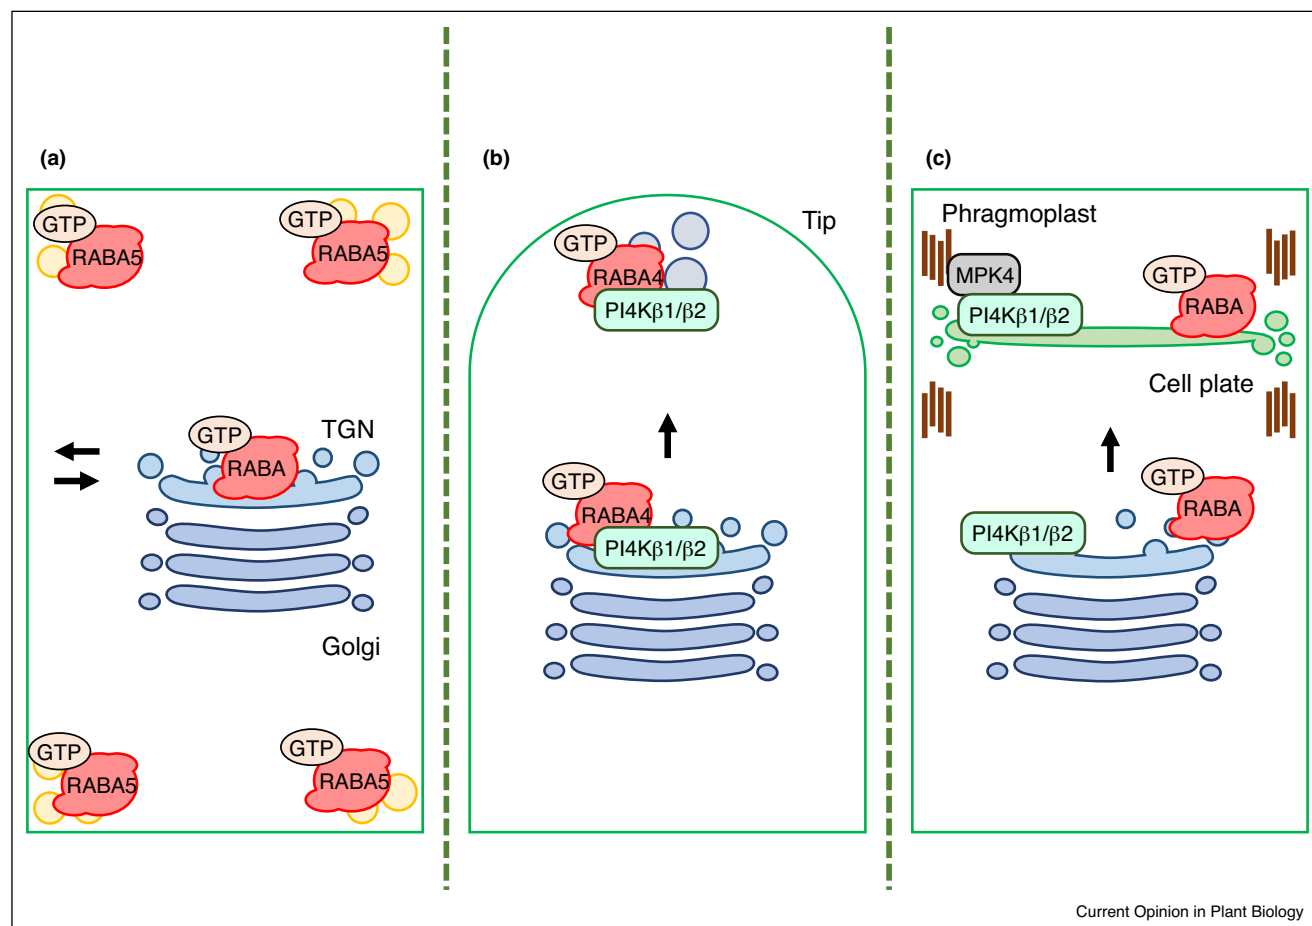 (a)
GTP
RABA5
GTP
RABA5
GTP
RABA
TGN
Golgi
GTP
RABA5
GTP
RABA5
(b)
Tip
GTP
RABA4
PI4Kβ1/β2
GTP
RABA4
PI4Kβ1/β2
(c)
Phragmoplast
MPK4
PI4Kβ1/β2
GTP
RABA
Cell plate
GTP
RABA
PI4Kβ1/β2
Current Opinion in Plant Biology